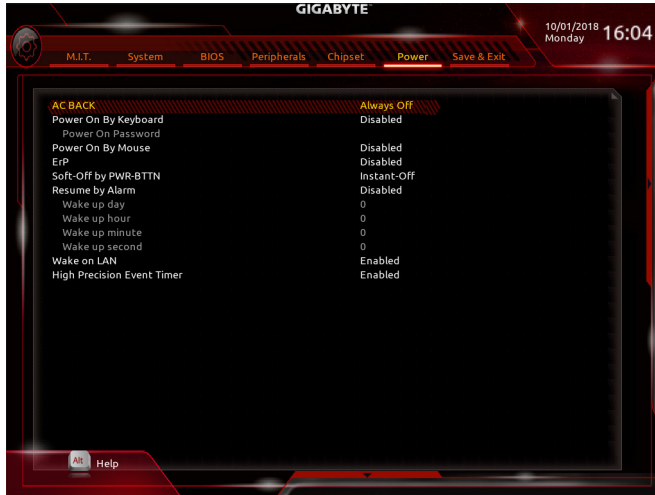 GIGABYTE
10/01/2018 16:04
Monday
M.I.T. System BIOS Peripherals Chipset Power Save & Exit
AC BACK Always Off
Power On By Keyboard Disabled
Power On Password
Power On By Mouse Disabled
ErP Disabled
Soft-Off by PWR-BTTN Instant-Off
Resume by Alarm Disabled
Wake up day 0
Wake up hour 0
Wake up minute 0
Wake up second 0
Wake on LAN Enabled
High Precision Event Timer Enabled
Alt Help